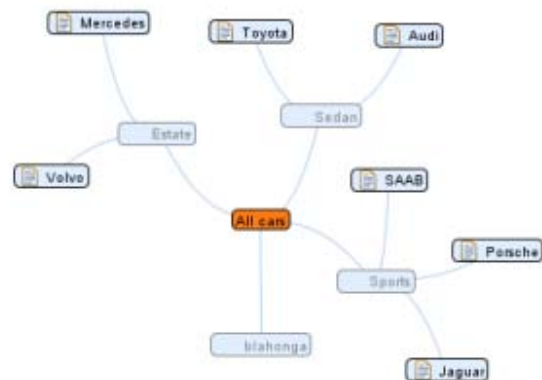 Mercedes
Toyota
Audi
Sedan
Estate
Volvo
SAAB
All cars
Porsche
Sports
blahonga
Jaguar